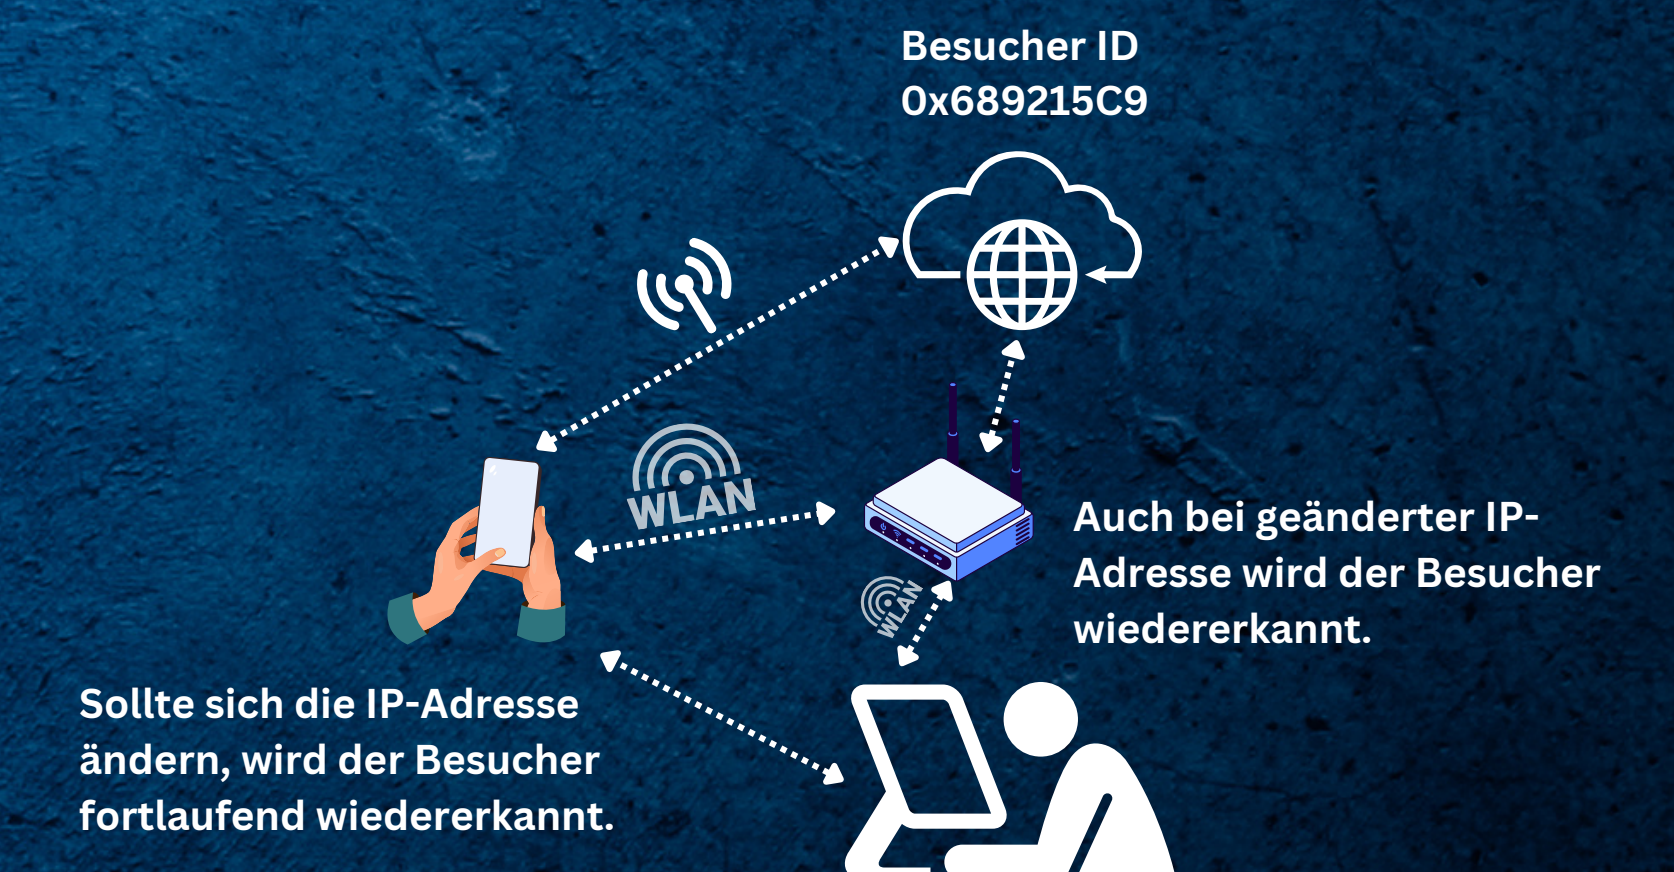 Besucher ID
0x689215C9
WLAN
Auch bei geänderter IP-
Adresse wird der Besucher
wiedererkannt.
WLAN
Sollte sich die IP-Adresse
ändern, wird der Besucher
fortlaufend wiedererkannt.